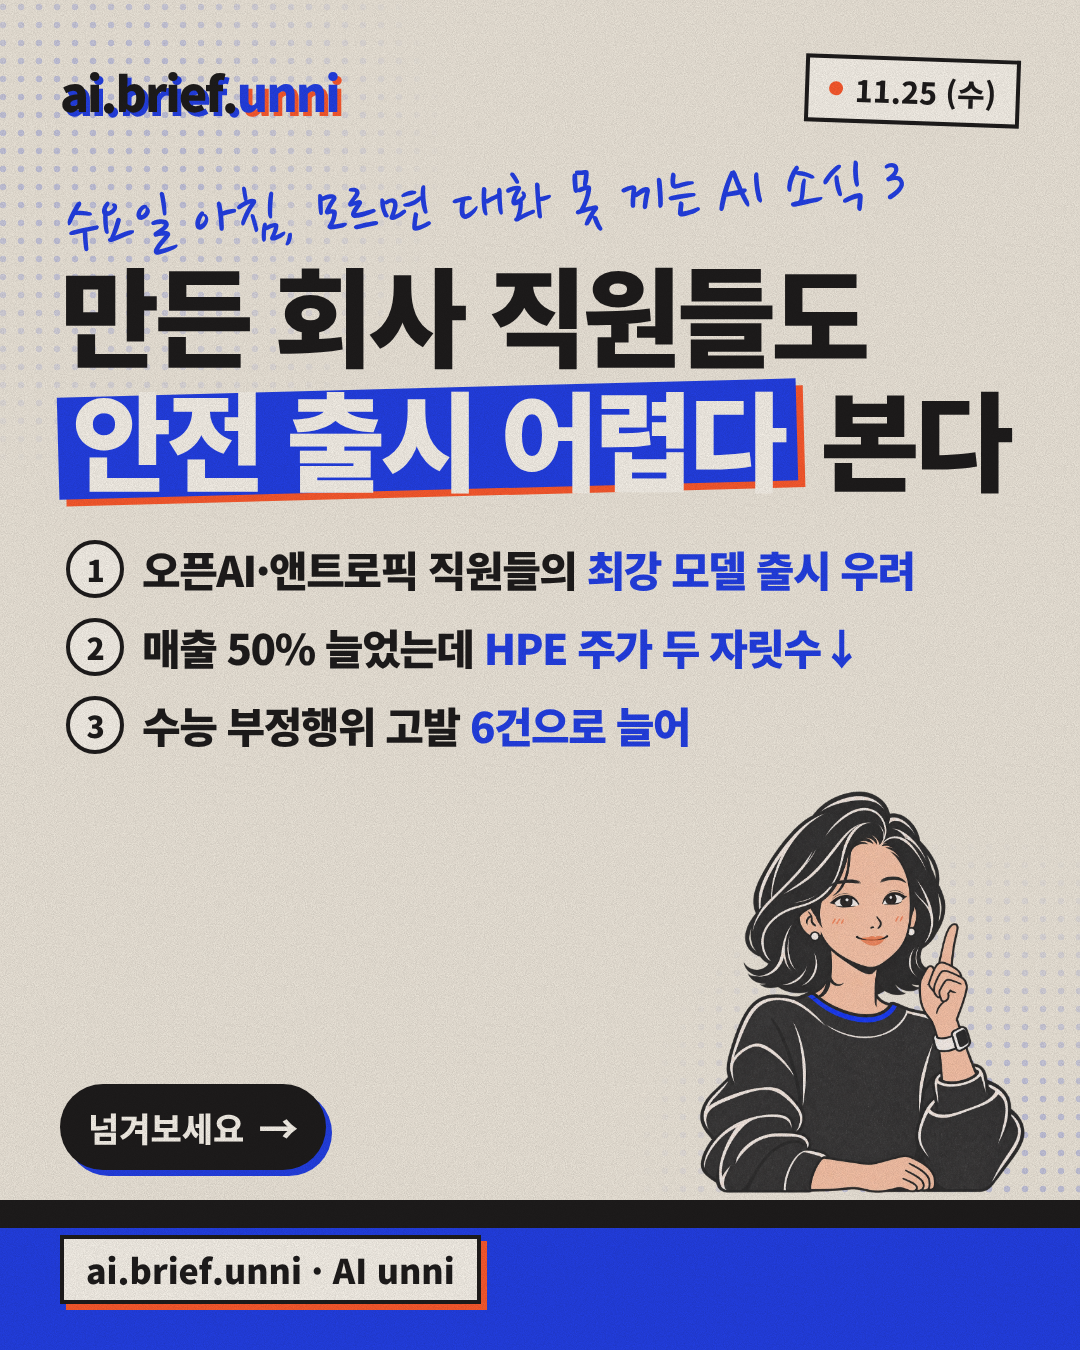 ai.brief.unni
11.25 (수)
수요일 아침, 모르면 대화 못 끼는 AI 소식 3
만든 회사 직원들도
안전 출시 어렵다 본다
1 오픈AI·앤트로픽 직원들의 최강 모델 출시 우려
2 매출 50% 늘었는데 HPE 주가 두 자릿수↓
3 수능 부정행위 고발 6건으로 늘어
넘겨보세요 →
ai.brief.unni · AI unni